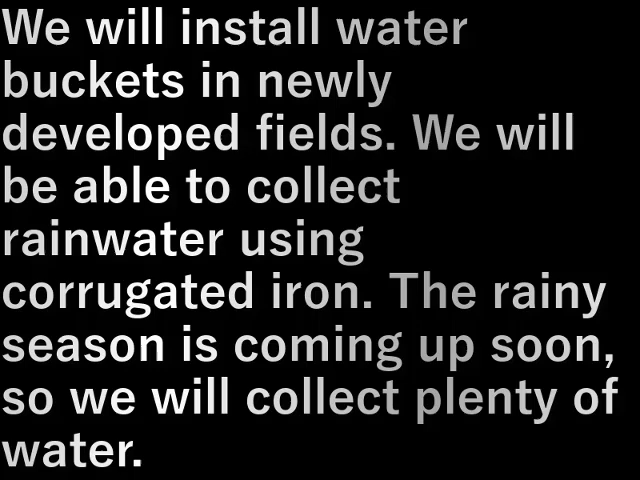 We will install water
buckets in newly
developed fields. We will
be able to collect
rainwater using
corrugated iron. The rainy
season is coming up soon,
so we will collect plenty of
water.